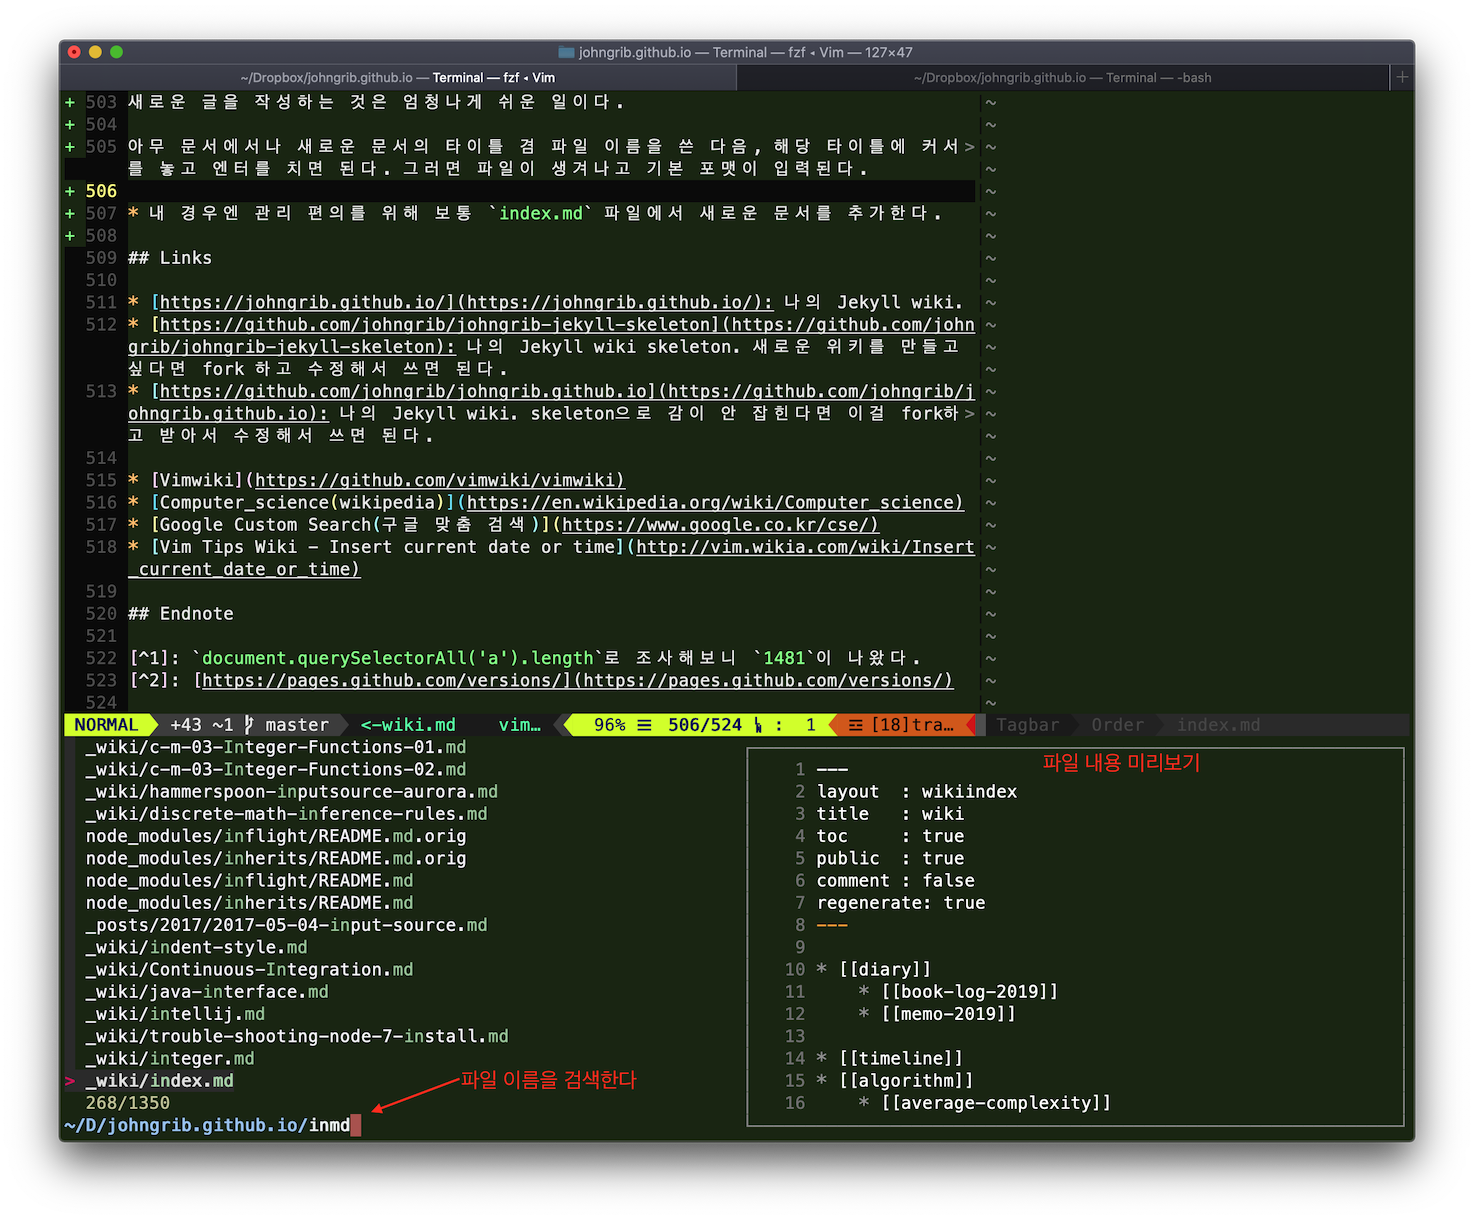 johngrib.github.io — Terminal — fzf ◂ Vim — 127×47
~/Dropbox/johngrib.github.io — Terminal — fzf ◂ Vim
~/Dropbox/johngrib.github.io — Terminal — -bash +
+ 503 새로운 글을 작성하는 것은 엄청나게 쉬운 일이다.
+ 504
+ 505 아무 문서에서나 새로운 문서의 타이틀 겸 파일 이름을 쓴 다음, 해당 타이틀에 커서>
를 놓고 엔터를 치면 된다. 그러면 파일이 생겨나고 기본 포맷이 입력된다.
+ 506
+ 507 * 내 경우엔 관리 편의를 위해 보통 `index.md` 파일에서 새로운 문서를 추가한다.
+ 508
509 ## Links
510
511 * [https://johngrib.github.io/](https://johngrib.github.io/): 나의 Jekyll wiki.
512 * [https://github.com/johngrib/johngrib-jekyll-skeleton](https://github.com/john
grib/johngrib-jekyll-skeleton): 나의 Jekyll wiki skeleton. 새로운 위키를 만들고
싶다면 fork 하고 수정해서 쓰면 된다.
513 * [https://github.com/johngrib/johngrib.github.io](https://github.com/johngrib/j
ohngrib.github.io): 나의 Jekyll wiki. skeleton으로 감이 안 잡힌다면 이걸 fork하>
고 받아서 수정해서 쓰면 된다.
514
515 * [Vimwiki](https://github.com/vimwiki/vimwiki)
516 * [Computer_science(wikipedia)](https://en.wikipedia.org/wiki/Computer_science)
517 * [Google Custom Search(구글 맞춤 검색)](https://www.google.co.kr/cse/)
518 * [Vim Tips Wiki - Insert current date or time](http://vim.wikia.com/wiki/Insert
_current_date_or_time)
519
520 ## Endnote
521
522 [^1]: `document.querySelectorAll('a').length`로 조사해보니 `1481`이 나왔다.
523 [^2]: [https://pages.github.com/versions/](https://pages.github.com/versions/)
524
NORMAL +43 ~1 master <-wiki.md vim… 96% ☰ 506/524 : 1 ☲ [18]tra… Tagbar Order index.md
_wiki/c-m-03-Integer-Functions-01.md
_wiki/c-m-03-Integer-Functions-02.md
_wiki/hammerspoon-inputsource-aurora.md
_wiki/discrete-math-inference-rules.md
node_modules/inflight/README.md.orig
node_modules/inherits/README.md.orig
node_modules/inflight/README.md
node_modules/inherits/README.md
_posts/2017/2017-05-04-input-source.md
_wiki/indent-style.md
_wiki/Continuous-Integration.md
_wiki/java-interface.md
_wiki/intellij.md
_wiki/trouble-shooting-node-7-install.md
_wiki/integer.md
> _wiki/index.md
268/1350
~/D/johngrib.github.io/inmd
파일 이름을 검색한다
파일 내용 미리보기
1 ---
2 layout : wikiindex
3 title : wiki
4 toc : true
5 public : true
6 comment : false
7 regenerate: true
8 ---
9
10 * [[diary]]
11 * [[book-log-2019]]
12 * [[memo-2019]]
13
14 * [[timeline]]
15 * [[algorithm]]
16 * [[average-complexity]]